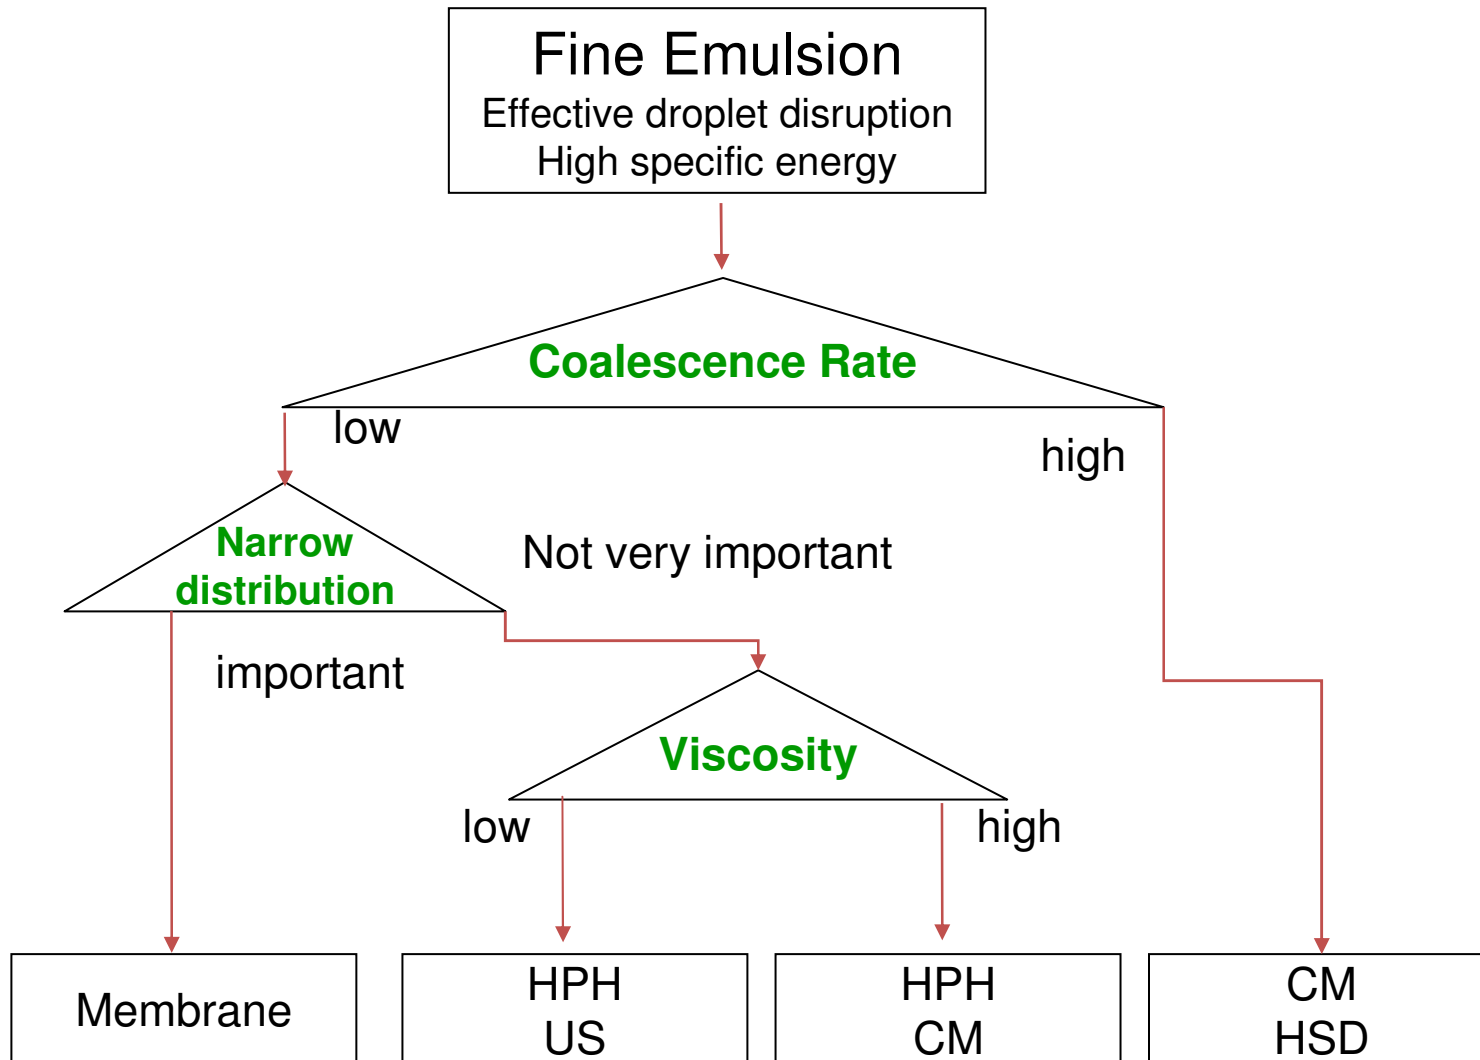 Fine Emulsion
Effective droplet disruption
High specific energy
Coalescence Rate
low
high
Narrow
distribution
Not very important
important
Viscosity
low
high
Membrane
HPH
US
HPH
CM
CM
HSD